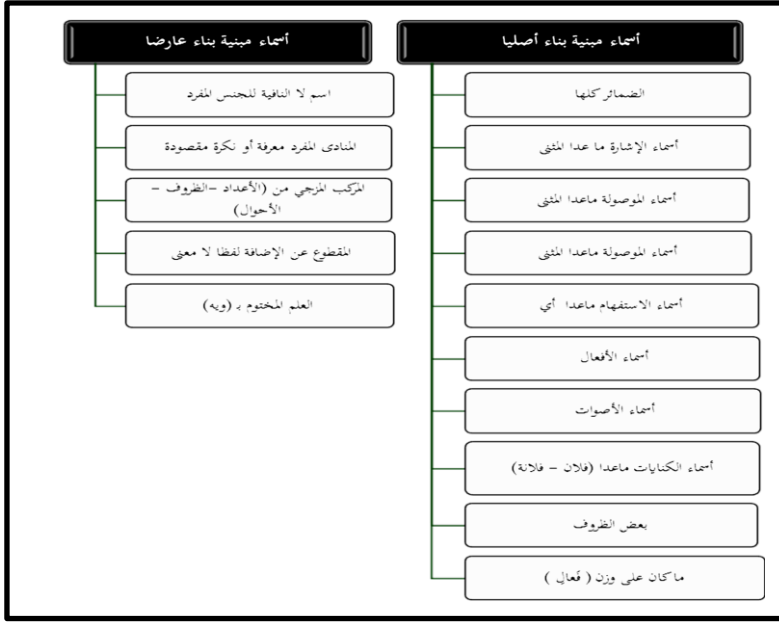 أسماء مبنية بناء أصليا
الضمائر كلها
أسماء الإشارة ما عدا المثنى
أسماء الموصولة ماعدا المثنى
أسماء الموصولة ماعدا المثنى
أسماء الاستفهام ماعدا أي
أسماء الأفعال
أسماء الأصوات
أسماء الكنايات ماعدا (فلان – فلانة)
بعض الظروف
ماكان على وزن ( فَعالِ )
أسماء مبنية بناء عارضا
اسم لا النافية للجنس المفرد
المنادى المفرد معرفة أو نكرة مقصودة
المركب المزجي من (الأعداد –الظروف –
الأحوال)
المقطوع عن الإضافة لفظا لا معنى
العلم المختوم بـ (ويه)